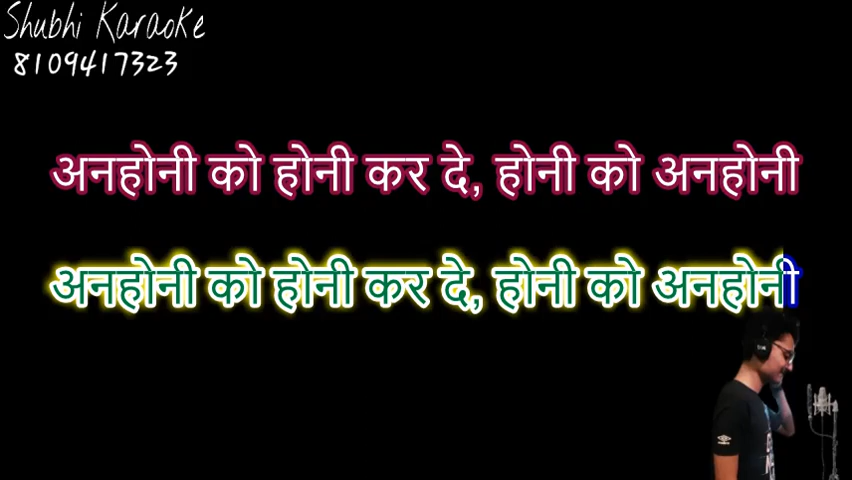 Shubhi Karaoke
8109417323
अनहोनी को होनी कर दे, होनी को अनहोनी
अनहोनी को होनी कर दे, होनी को अनहोनी